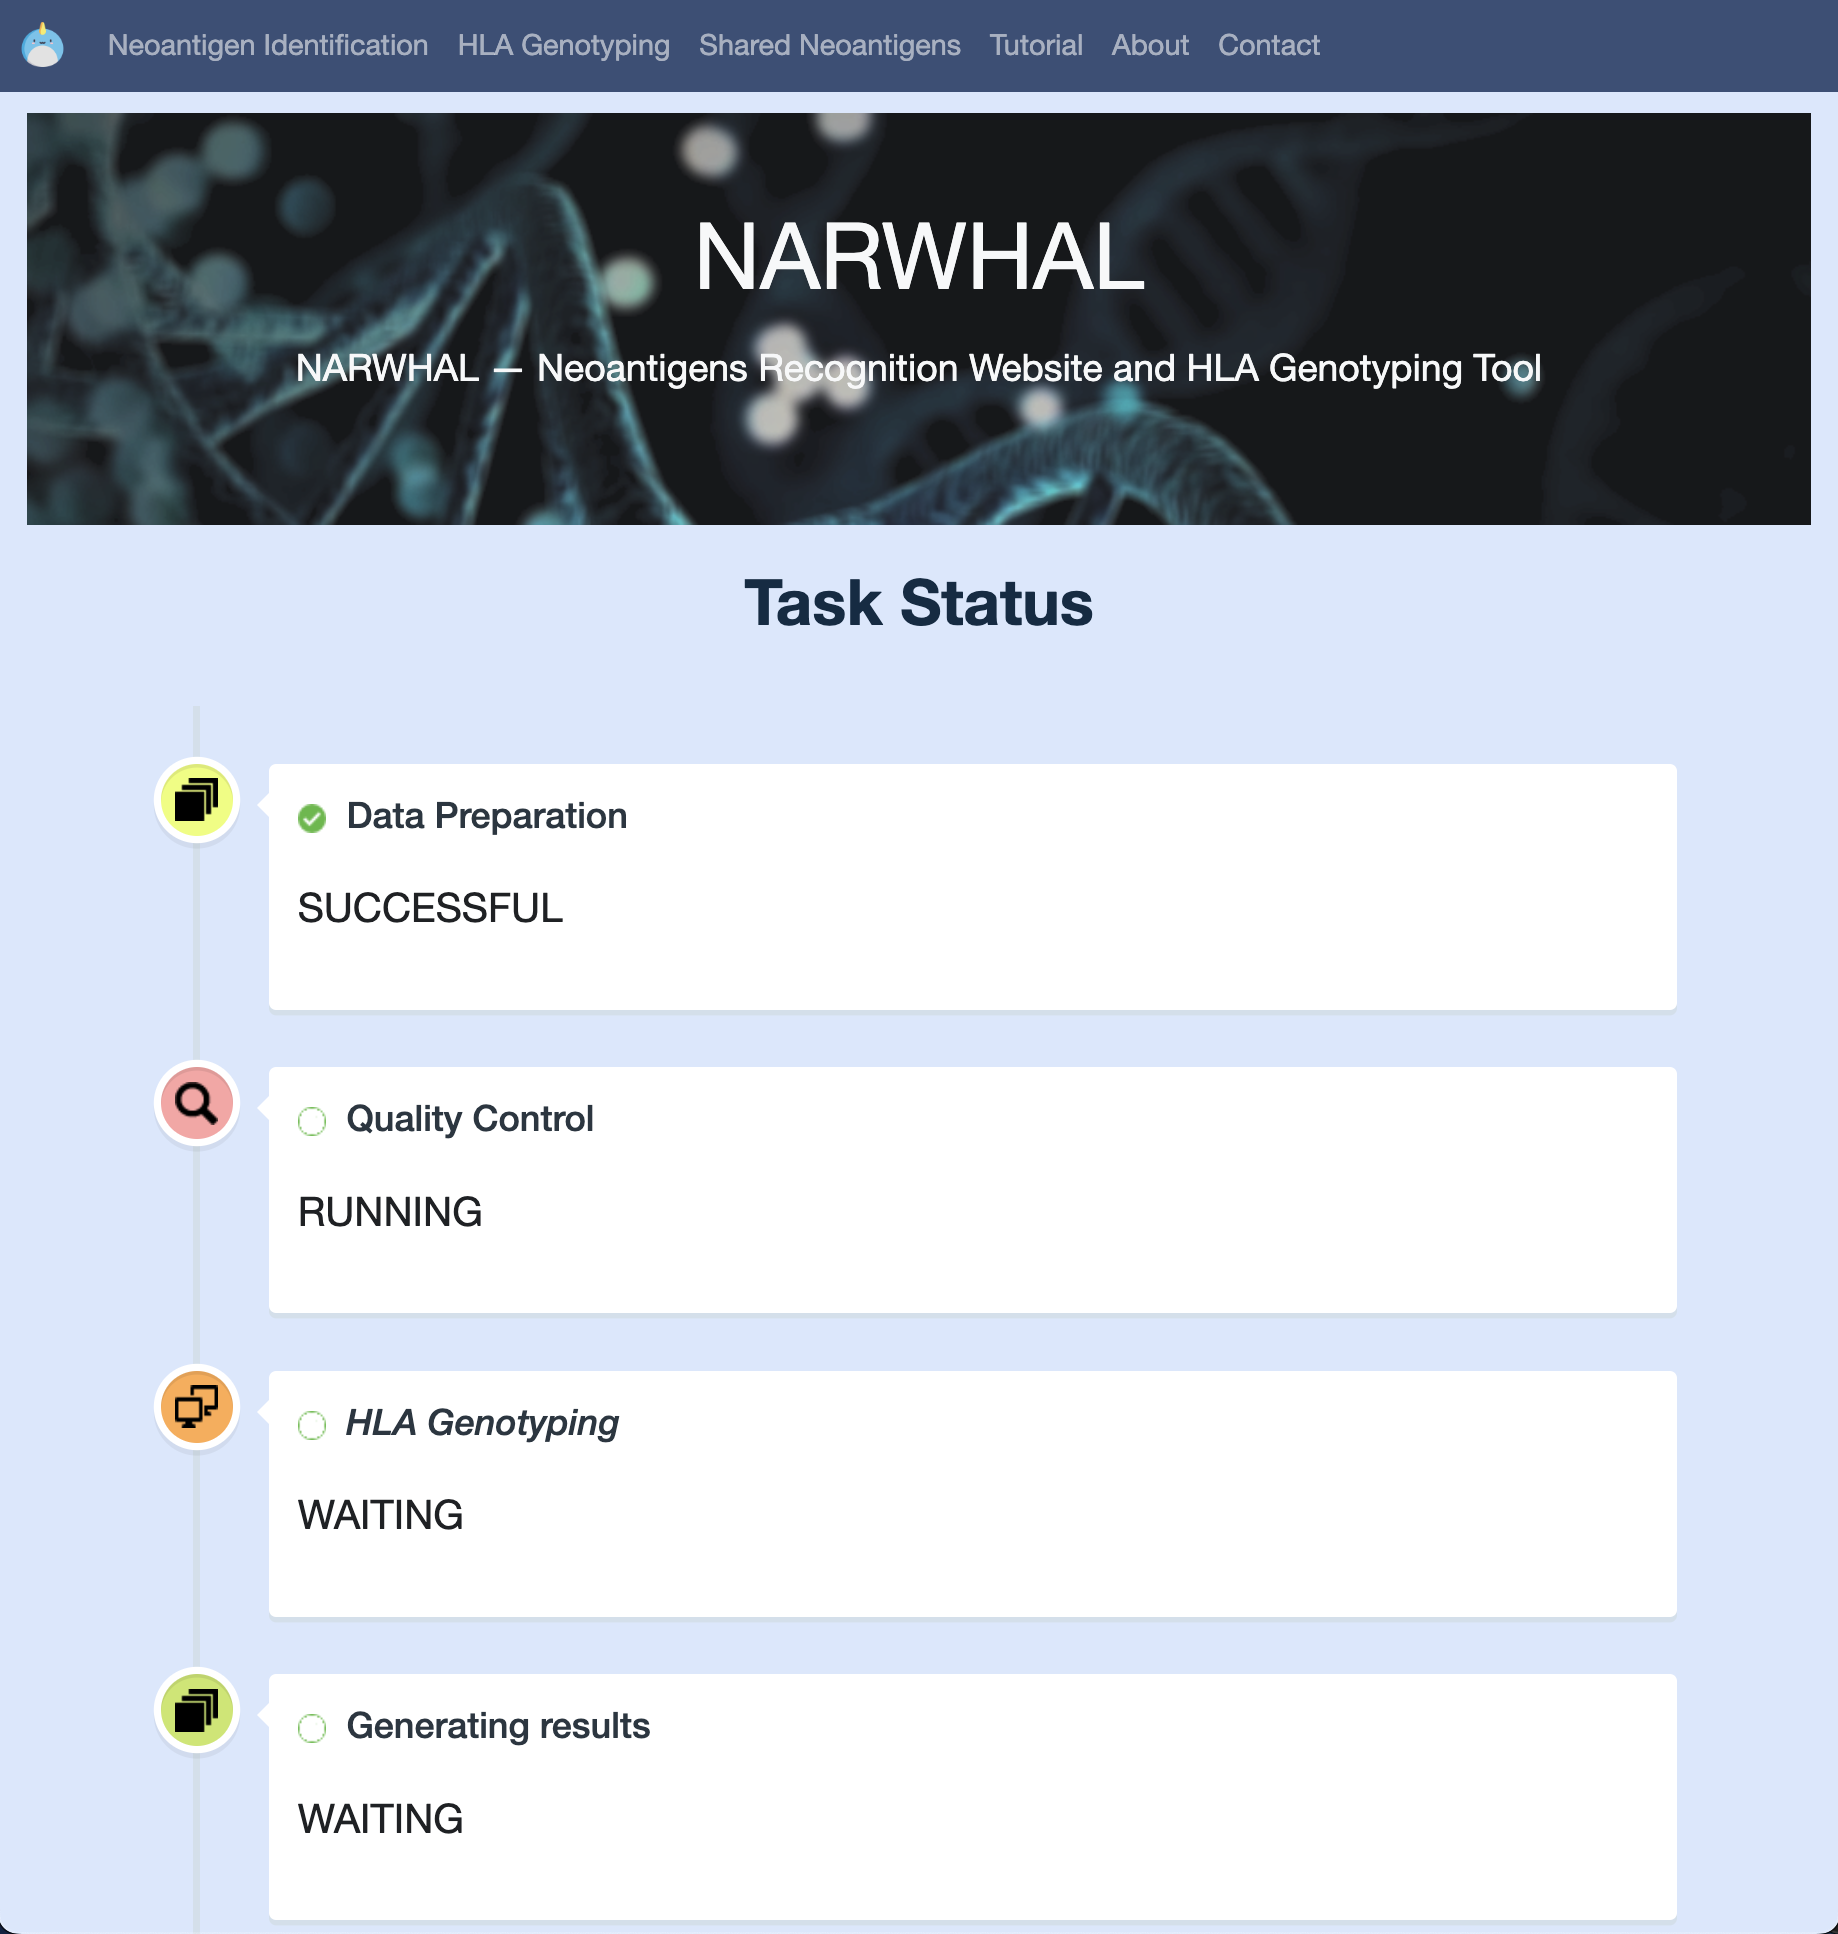 Neoantigen Identification HLA Genotyping Shared Neoantigens Tutorial About Contact
NARWHAL
NARWHAL — Neoantigens Recognition Website and HLA Genotyping Tool
Task Status
Data Preparation
SUCCESSFUL
Quality Control
RUNNING
HLA Genotyping
WAITING
Generating results
WAITING